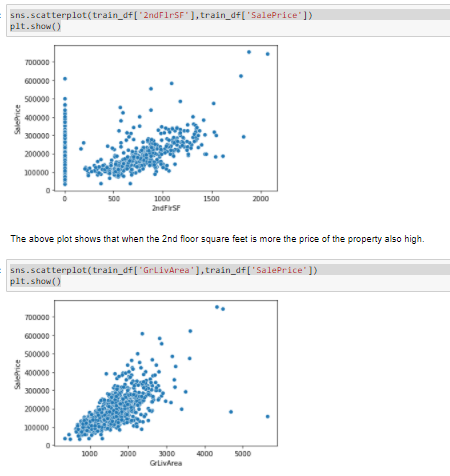 sns.scatterplot(train_df['2ndFlrSF'],train_df['SalePrice'])
plt.show()
700000
600000
500000
400000
300000
200000
100000
0
SalePrice
0 500 1000 1500 2000
2ndFlrSF
The above plot shows that when the 2nd floor square feet is more the price of the property also high.
sns.scatterplot(train_df['GrLivArea'],train_df['SalePrice'])
plt.show()
700000
600000
500000
400000
300000
200000
100000
0
SalePrice
1000 2000 3000 4000 5000
GrLivArea